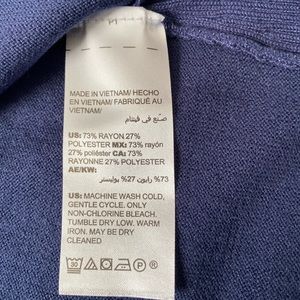 MADE IN VIETNAM/ HECHO
EN VIETNAM/ FABRIQUÉ AU
VIETNAM/
صنع في فيتنام
US: 73% RAYON 27%
POLYESTER MX: 73% rayón
27% poliéster CA: 73%
RAYONNE 27% POLYESTER
AE/KW:
73% رايون 27% بوليستر
US: MACHINE WASH COLD,
GENTLE CYCLE. ONLY
NON-CHLORINE BLEACH.
TUMBLE DRY LOW. WARM
IRON. MAY BE DRY
CLEANED
30 P